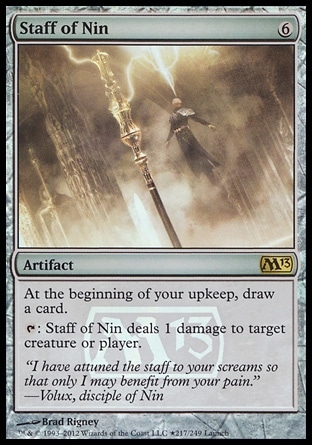 Staff of Nin 6
Artifact M13
At the beginning of your upkeep, draw
a card.
: Staff of Nin deals 1 damage to target
creature or player.
M13
"I have attuned the staff to your screams so
that only I may benefit from your pain."
—Volux, disciple of Nin
Brad Rigney
™ & © 1993–2012 Wizards of the Coast LLC ★217/249 Launch